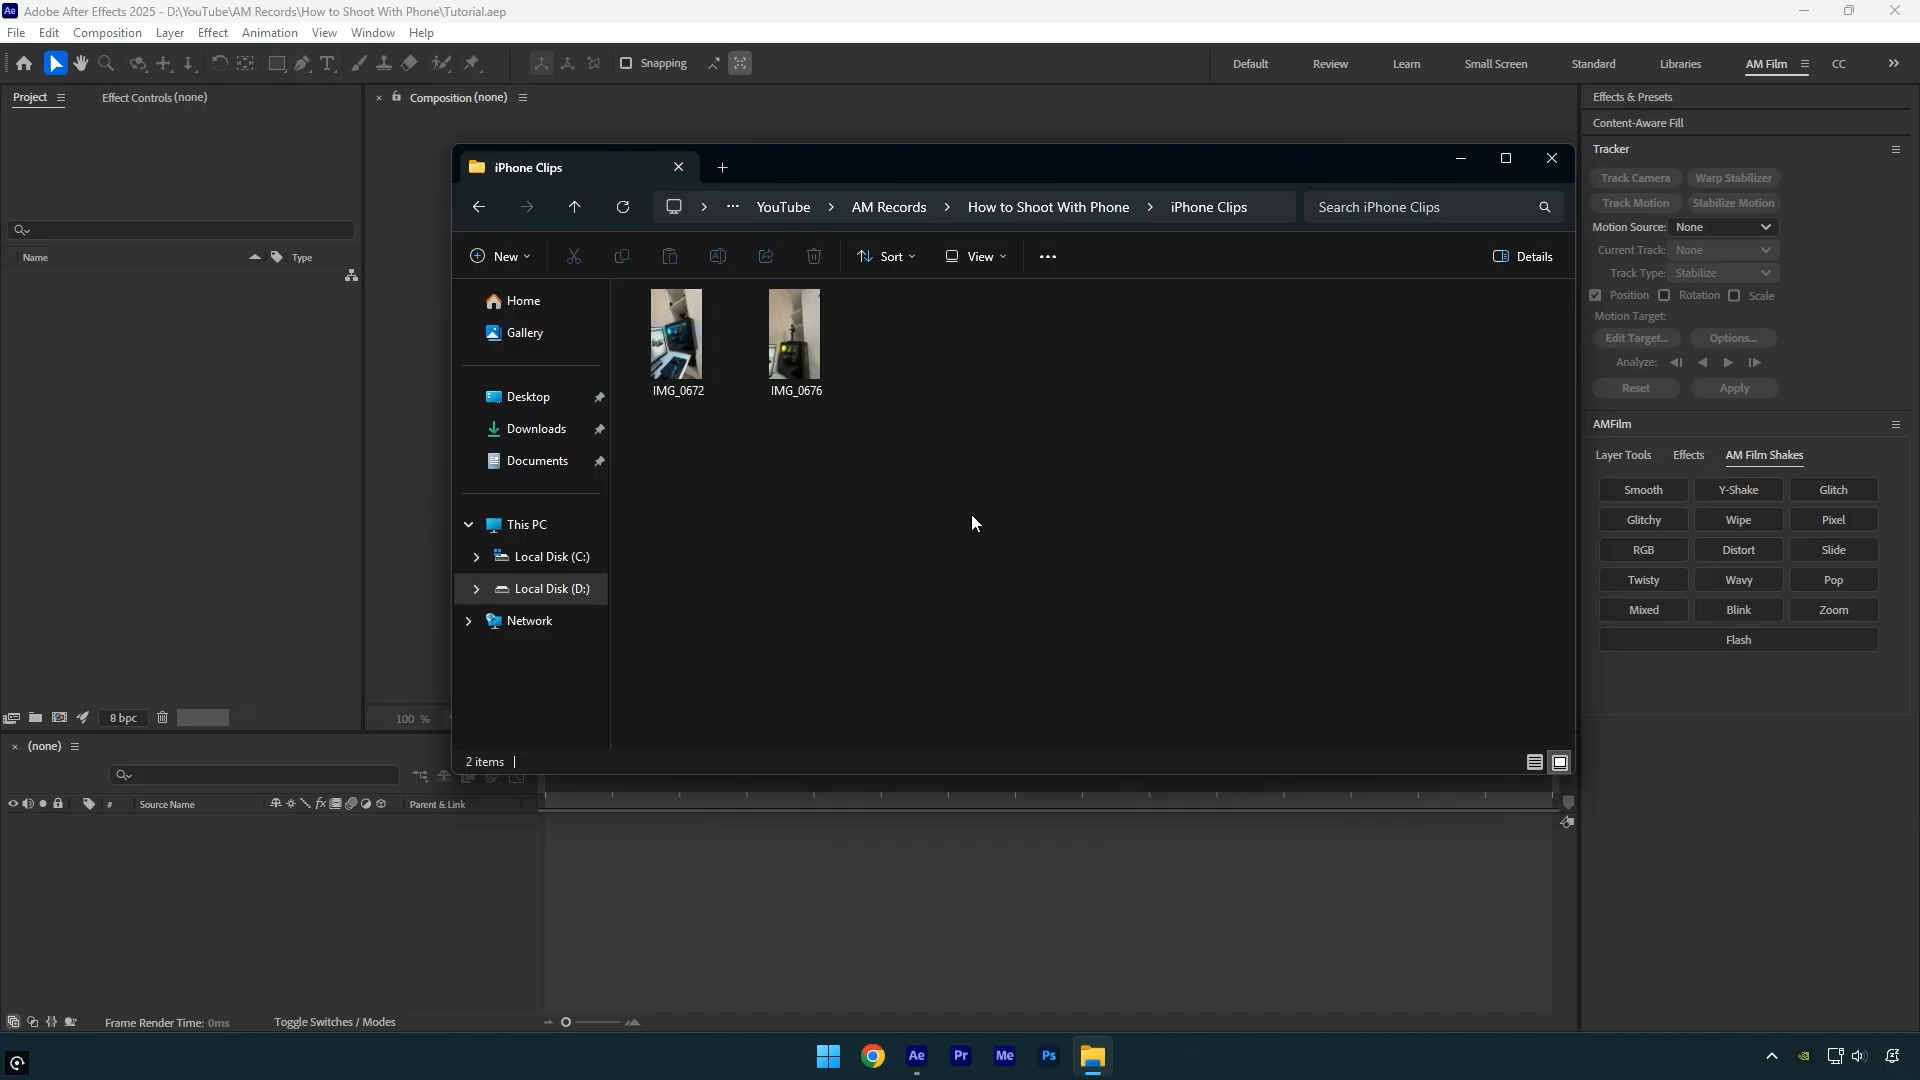 Ae Adobe After Effects 2025 - D:\YouTube\AM Records\How to Shoot With Phone\Tutorial.aep
File Edit Composition Layer Effect Animation View Window Help
Snapping Default Review Learn Small Screen Standard Libraries AM Film CC
Project Effect Controls (none) Composition (none)
Name Type
8 bpc
100 %
iPhone Clips
YouTube AM Records How to Shoot With Phone iPhone Clips
Search iPhone Clips
New Sort View Details
Home
Gallery
Desktop
Downloads
Documents
This PC
Local Disk (C:)
Local Disk (D:)
Network
IMG_0672 IMG_0676
2 items
Effects & Presets
Content-Aware Fill
Tracker
Track Camera Warp Stabilizer
Track Motion Stabilize Motion
Motion Source: None
Current Track: None
Track Type: Stabilize
Position Rotation Scale
Motion Target:
Edit Target... Options...
Analyze:
Reset Apply
AMFilm
Layer Tools Effects AM Film Shakes
Smooth Y-Shake Glitch
Glitchy Wipe Pixel
RGB Distort Slide
Twisty Wavy Pop
Mixed Blink Zoom
Flash
(none)
# Source Name fx Parent & Link
Frame Render Time: 0ms Toggle Switches / Modes
Ae Pr Me Ps